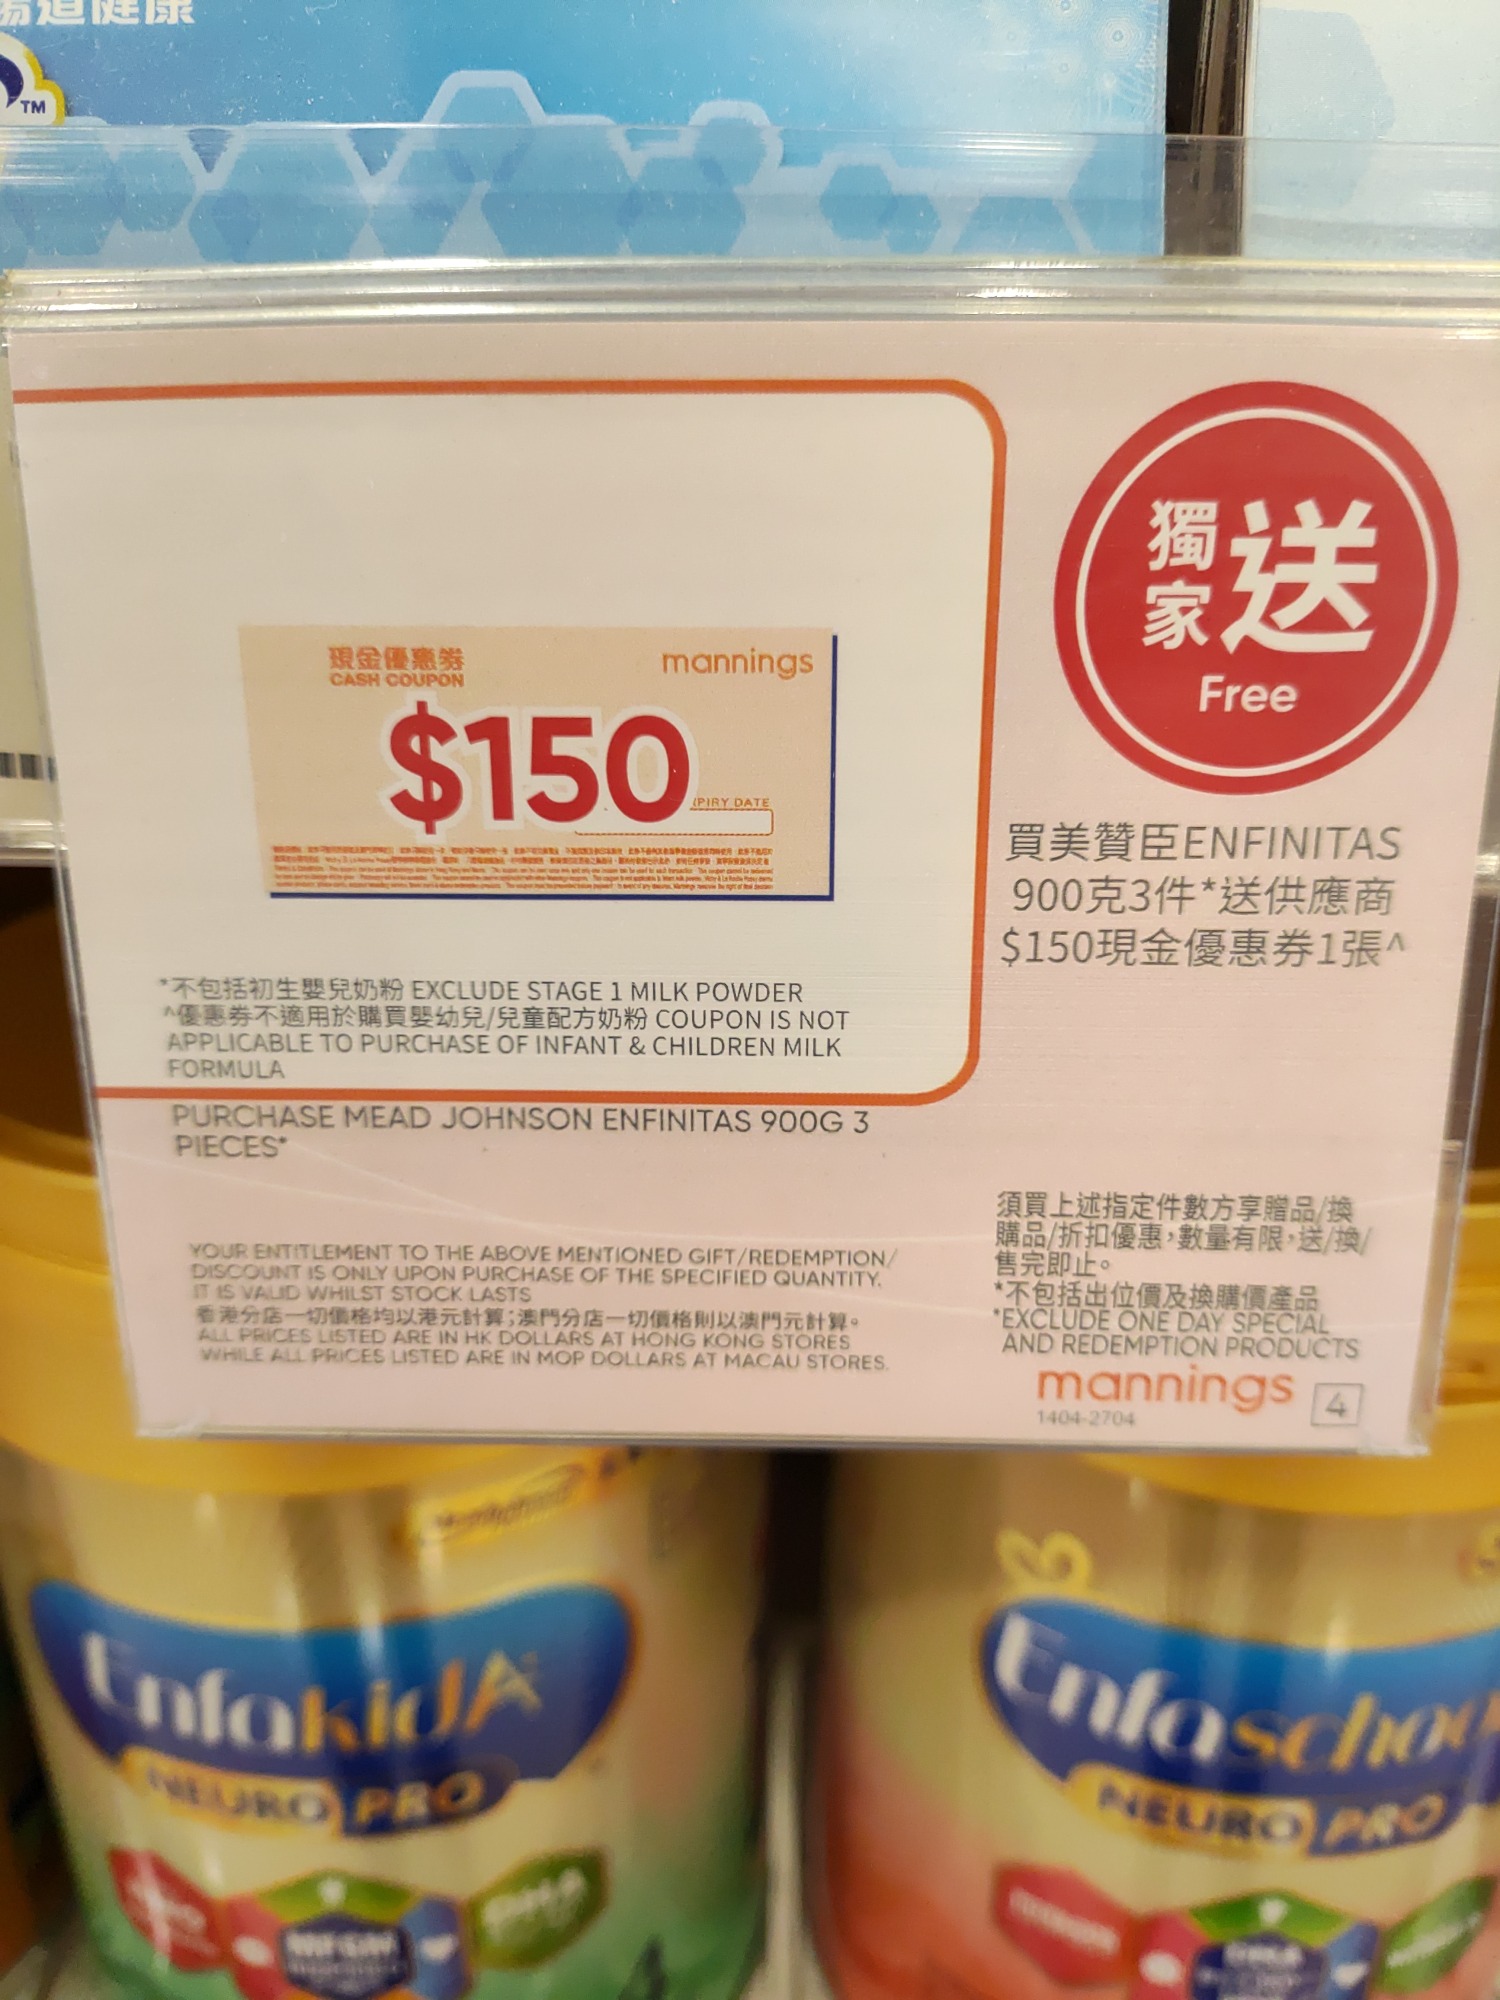 腸道健康
TM
獨家送
Free
現金優惠券
CASH COUPON
mannings
$150
PIRY DATE
買美贊臣ENFINITAS
900克3件*送供應商
$150現金優惠券1張^
*不包括初生嬰兒奶粉 EXCLUDE STAGE 1 MILK POWDER
^優惠券不適用於購買嬰幼兒/兒童配方奶粉 COUPON IS NOT
APPLICABLE TO PURCHASE OF INFANT & CHILDREN MILK
FORMULA
PURCHASE MEAD JOHNSON ENFINITAS 900G 3
PIECES*
YOUR ENTITLEMENT TO THE ABOVE MENTIONED GIFT/REDEMPTION/
DISCOUNT IS ONLY UPON PURCHASE OF THE SPECIFIED QUANTITY.
IT IS VALID WHILST STOCK LASTS
香港分店一切價格均以港元計算;澳門分店一切價格則以澳門元計算。
ALL PRICES LISTED ARE IN HK DOLLARS AT HONG KONG STORES
WHILE ALL PRICES LISTED ARE IN MOP DOLLARS AT MACAU STORES.
須買上述指定件數方享贈品/換
購品/折扣優惠,數量有限,送/換/
售完即止。
*不包括出位價及換購價產品
*EXCLUDE ONE DAY SPECIAL
AND REDEMPTION PRODUCTS
mannings 4
1404-2704
EnfakidA+
NEURO PRO
MFGM
DHA
Enfaschool
NEURO PRO